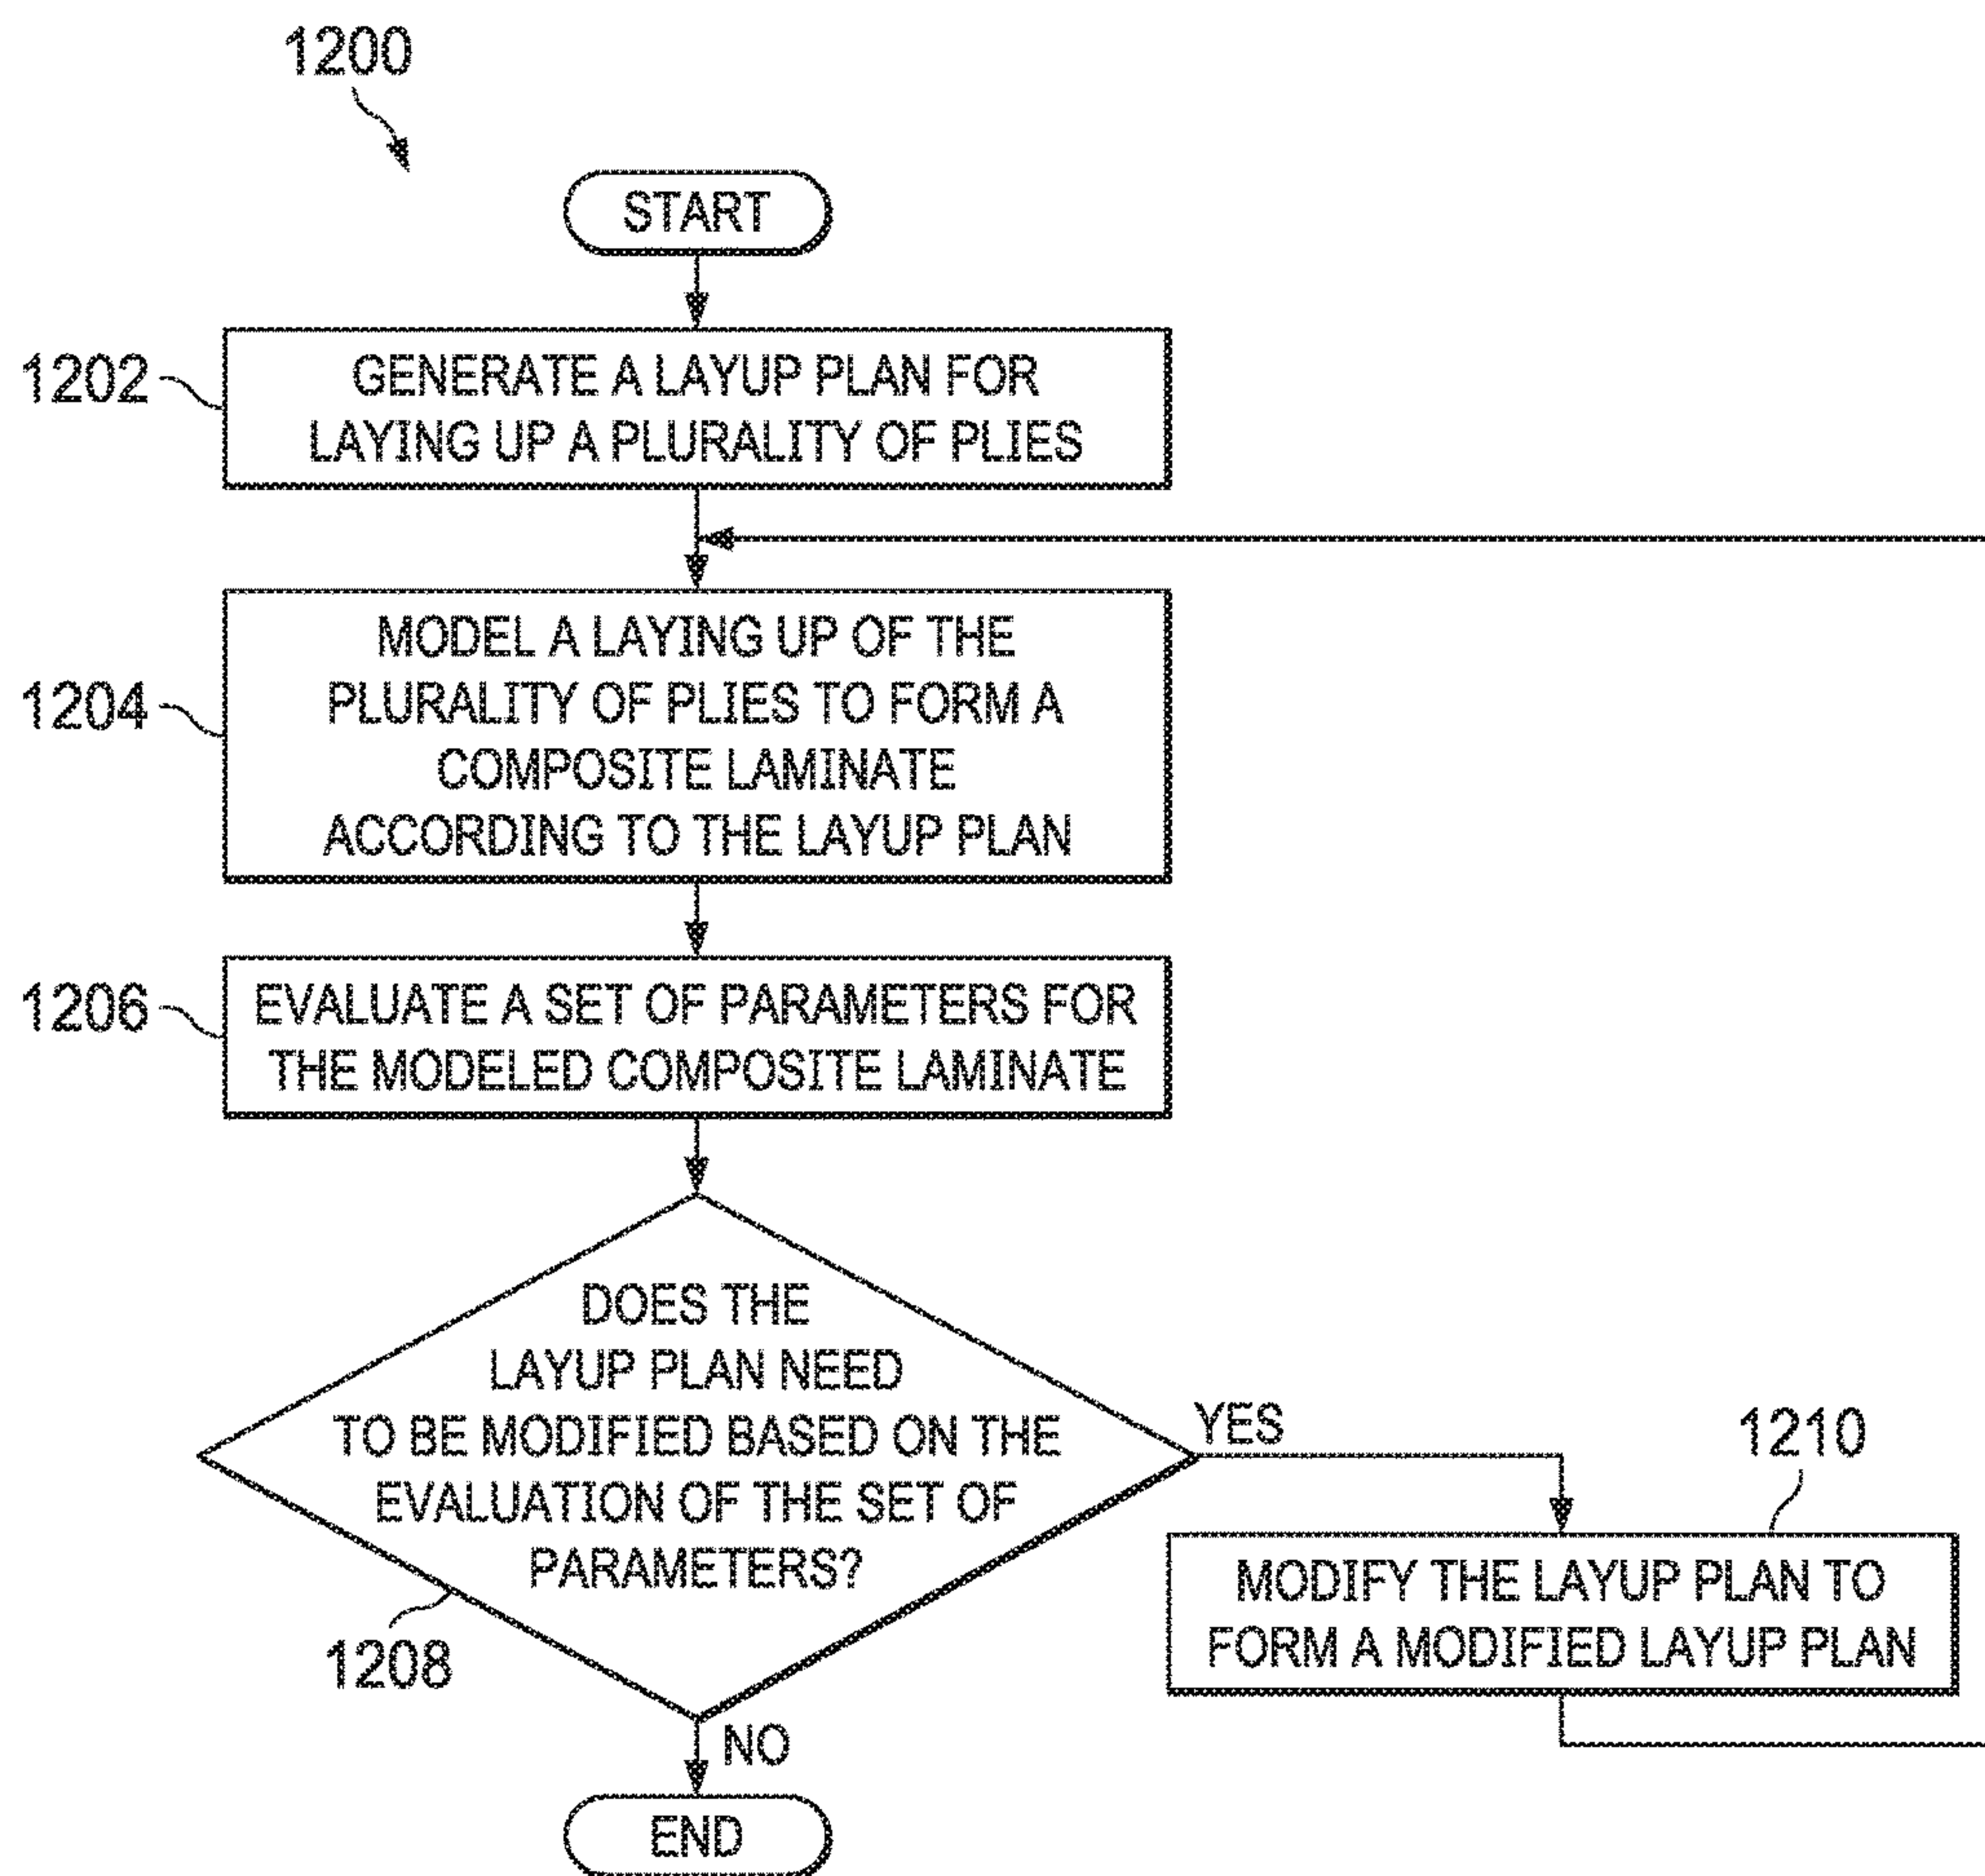 1200
START
1202
GENERATE A LAYUP PLAN FOR
LAYING UP A PLURALITY OF PLIES
1204
MODEL A LAYING UP OF THE
PLURALITY OF PLIES TO FORM A
COMPOSITE LAMINATE
ACCORDING TO THE LAYUP PLAN
1206
EVALUATE A SET OF PARAMETERS FOR
THE MODELED COMPOSITE LAMINATE
DOES THE
LAYUP PLAN NEED
TO BE MODIFIED BASED ON THE
EVALUATION OF THE SET OF
PARAMETERS?
1208
YES
1210
MODIFY THE LAYUP PLAN TO
FORM A MODIFIED LAYUP PLAN
NO
END